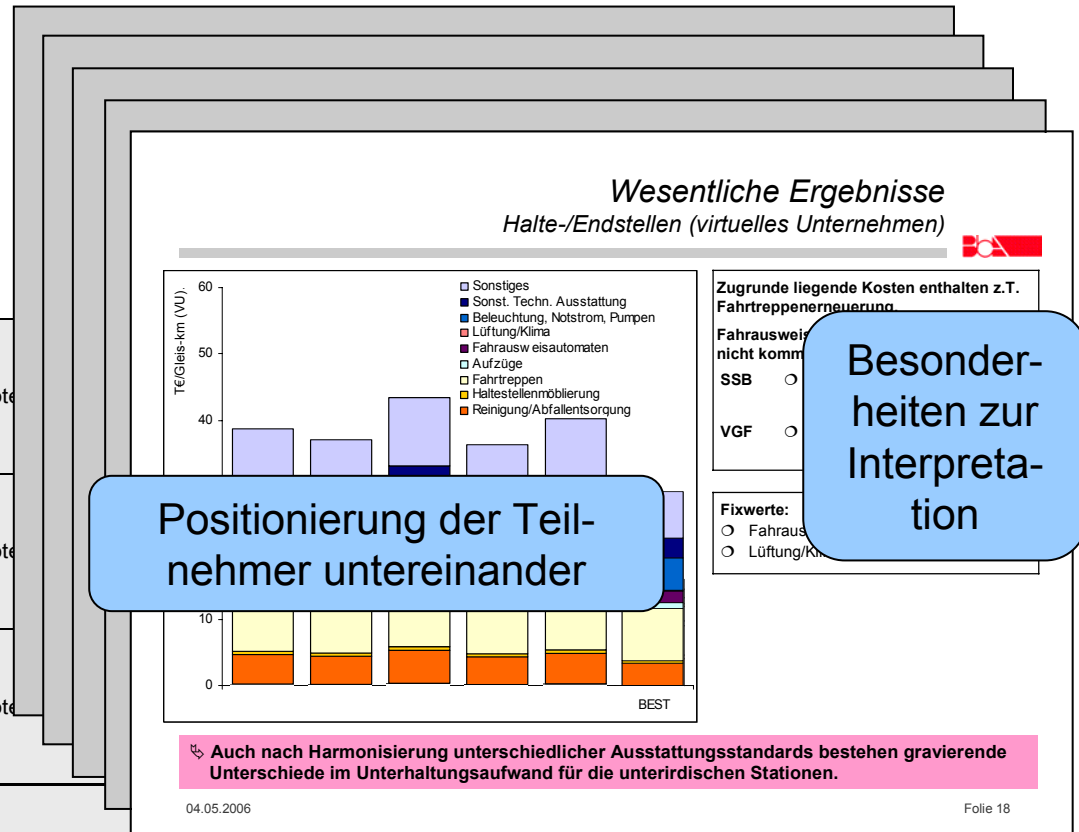 Wesentliche Ergebnisse
Halte-/Endstellen (virtuelles Unternehmen)
BCA
T€/Gleis-km (VU).
60
50
40
10
0
Sonstiges
Sonst. Techn. Ausstattung
Beleuchtung, Notstrom, Pumpen
Lüftung/Klima
Fahrausweisautomaten
Aufzüge
Fahrtreppen
Haltestellenmöblierung
Reinigung/Abfallentsorgung
BEST
Zugrunde liegende Kosten enthalten z.T.
Fahrtreppenerneuerung.
Fahrausweis
nicht komm
SSB ❍
VGF ❍
Fixwerte:
❍ Fahraus
❍ Lüftung/Kli
Positionierung der Teil-
nehmer untereinander
Besonder-
heiten zur
Interpreta-
tion
Auch nach Harmonisierung unterschiedlicher Ausstattungsstandards bestehen gravierende
Unterschiede im Unterhaltungsaufwand für die unterirdischen Stationen.
04.05.2006
Folie 18